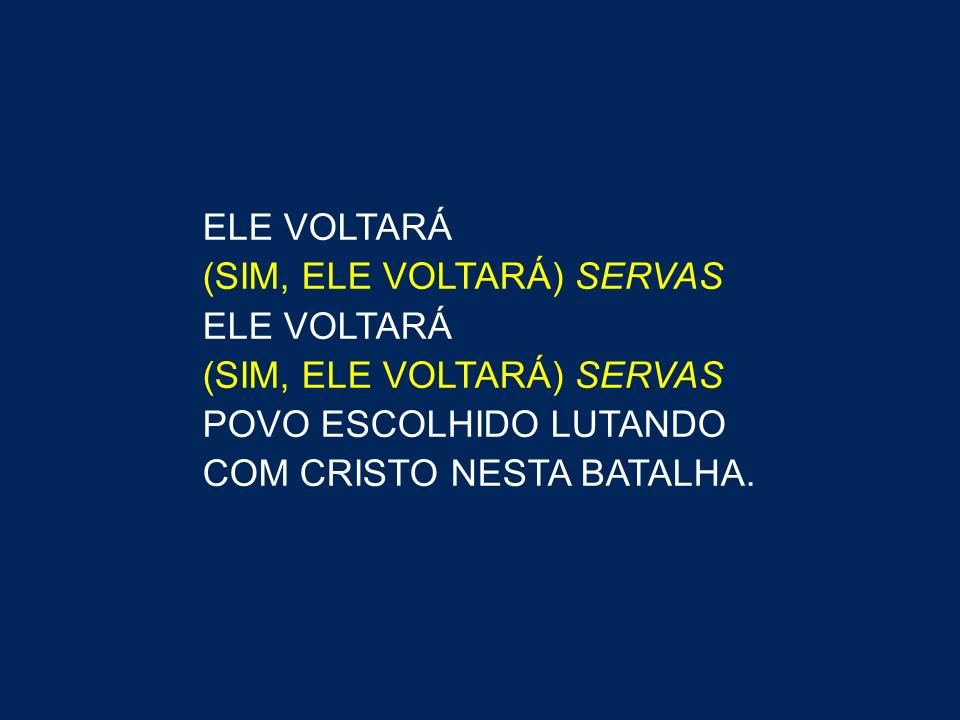 ELE VOLTARÁ
(SIM, ELE VOLTARÁ) SERVAS
ELE VOLTARÁ
(SIM, ELE VOLTARÁ) SERVAS
POVO ESCOLHIDO LUTANDO
COM CRISTO NESTA BATALHA.